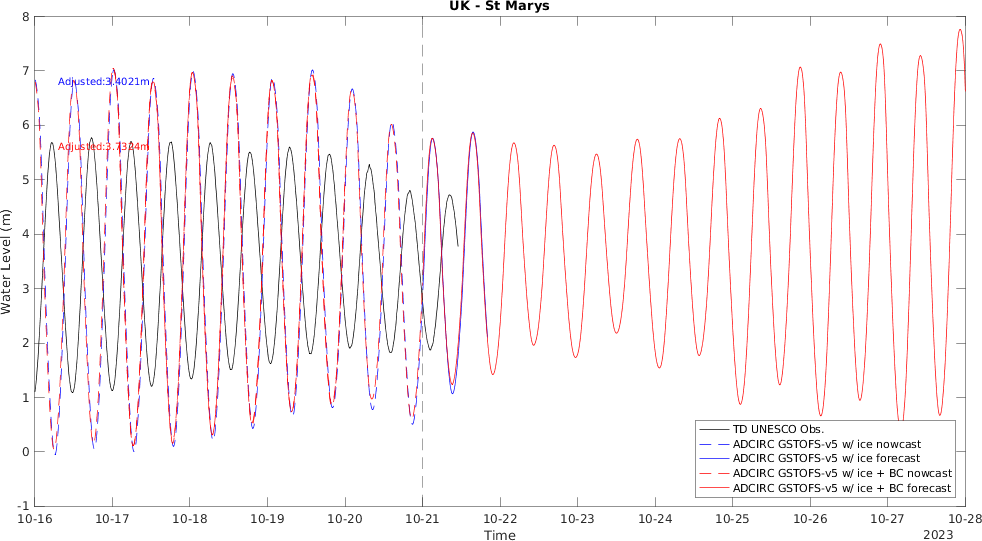 UK - St Marys
8
7
6
5
4
3
2
1
0
-1
Water Level (m)
Adjusted:3.4021m
Adjusted:3.7324m
TD UNESCO Obs.
ADCIRC GSTOFS-v5 w/ ice nowcast
ADCIRC GSTOFS-v5 w/ ice forecast
ADCIRC GSTOFS-v5 w/ ice + BC nowcast
ADCIRC GSTOFS-v5 w/ ice + BC forecast
10-16 10-17 10-18 10-19 10-20 10-21 10-22 10-23 10-24 10-25 10-26 10-27 10-28
Time
2023